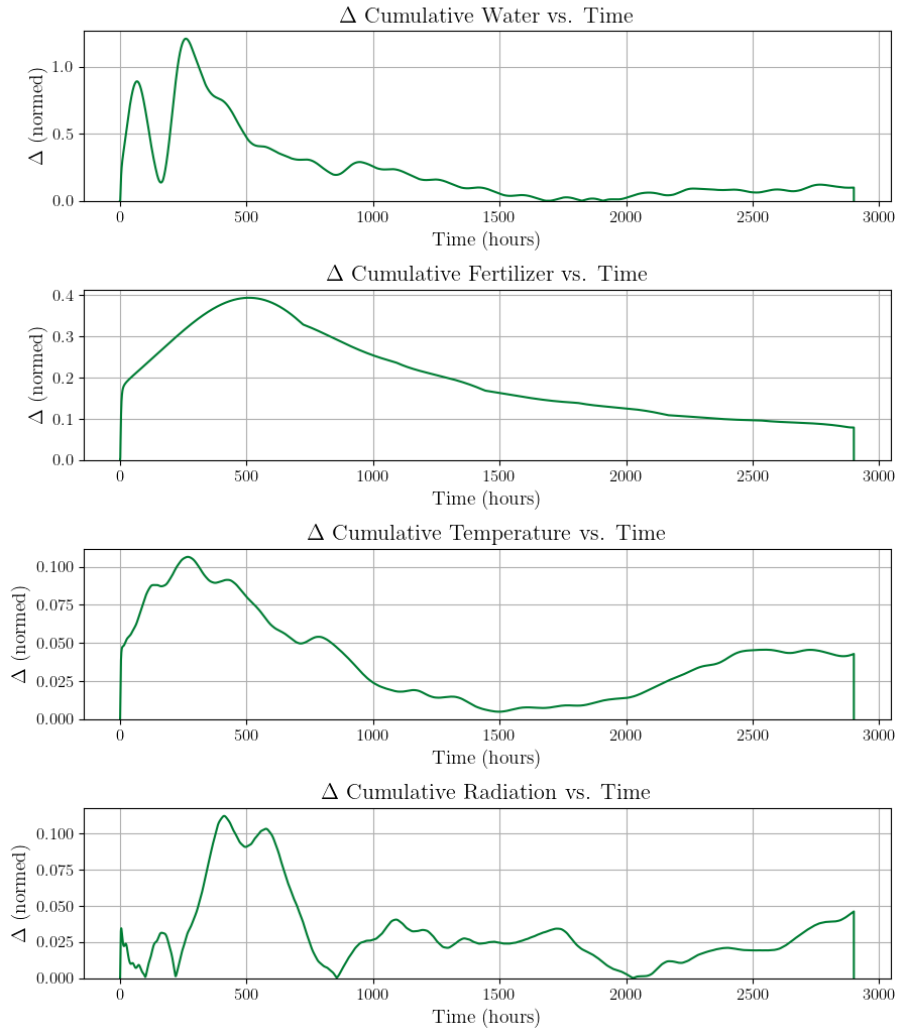 Δ Cumulative Water vs. Time
Δ (normed)
1.0
0.5
0.0
0 500 1000 1500 2000 2500 3000
Time (hours)
Δ Cumulative Fertilizer vs. Time
Δ (normed)
0.4
0.3
0.2
0.1
0.0
0 500 1000 1500 2000 2500 3000
Time (hours)
Δ Cumulative Temperature vs. Time
Δ (normed)
0.100
0.075
0.050
0.025
0.000
0 500 1000 1500 2000 2500 3000
Time (hours)
Δ Cumulative Radiation vs. Time
Δ (normed)
0.100
0.075
0.050
0.025
0.000
0 500 1000 1500 2000 2500 3000
Time (hours)